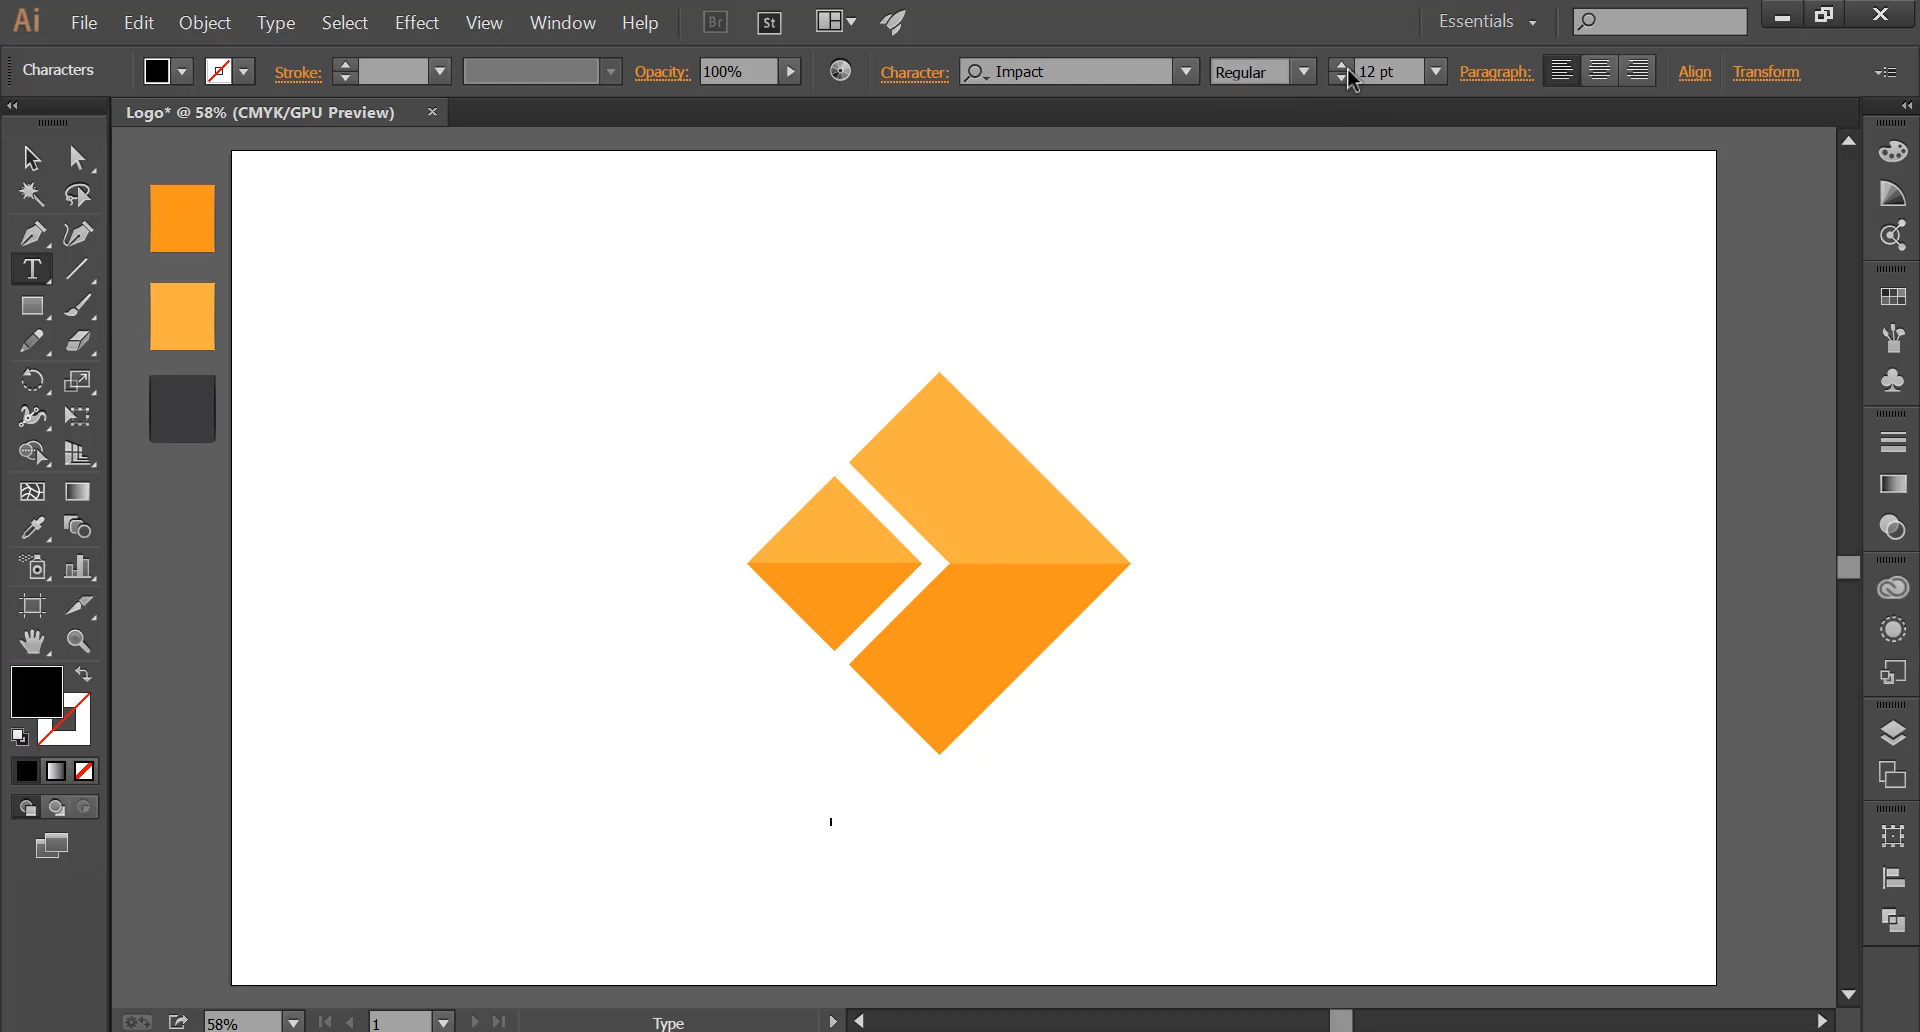 Ai File Edit Object Type Select Effect View Window Help Br St Essentials
Characters Stroke: Opacity: 100% Character: Impact Regular 12 pt Paragraph: Align Transform
Logo* @ 58% (CMYK/GPU Preview)
T
58% 1 Type